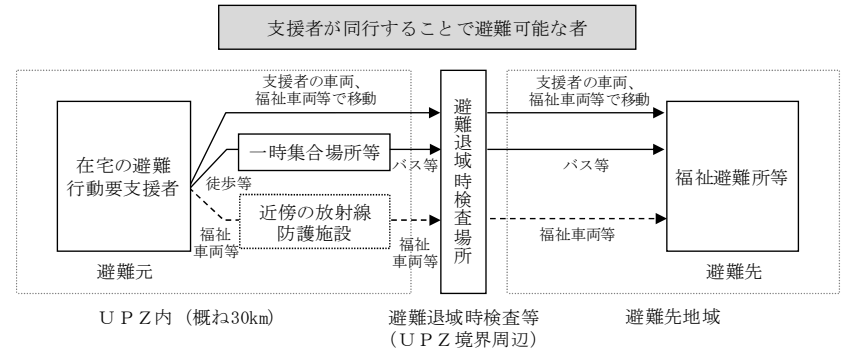 支援者が同行することで避難可能な者
支援者の車両、
福祉車両等で移動
支援者の車両、
福祉車両等で移動
在宅の避難
行動要支援者
一時集合場所等
徒歩等
バス等
近傍の放射線
防護施設
福祉
車両等
福祉
車両等
避難退域時検査場所
バス等
福祉車両等
福祉避難所等
避難元
避難先
ＵＰＺ内（概ね30km）
避難退域時検査等
（ＵＰＺ境界周辺）
避難先地域